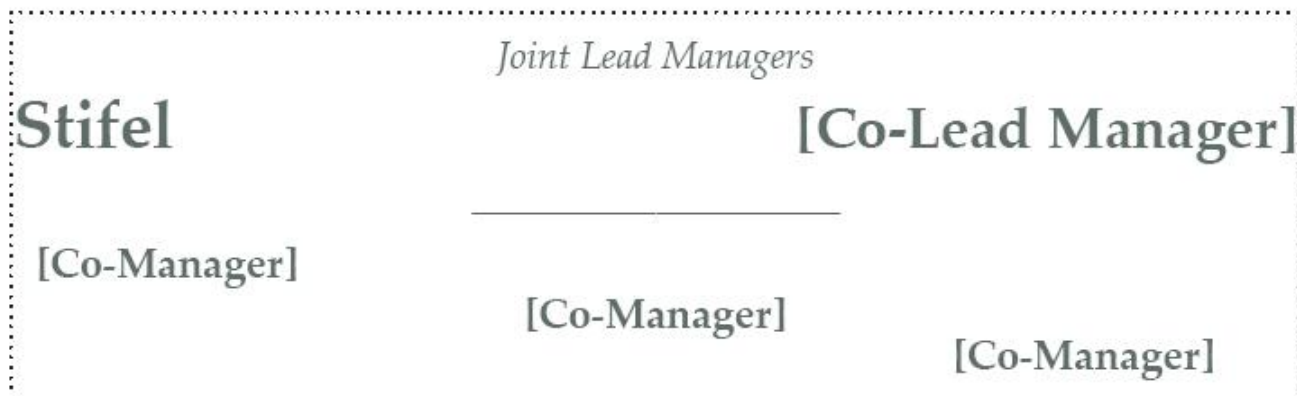 Joint Lead Managers
Stifel [Co-Lead Manager]
[Co-Manager]
[Co-Manager]
[Co-Manager]